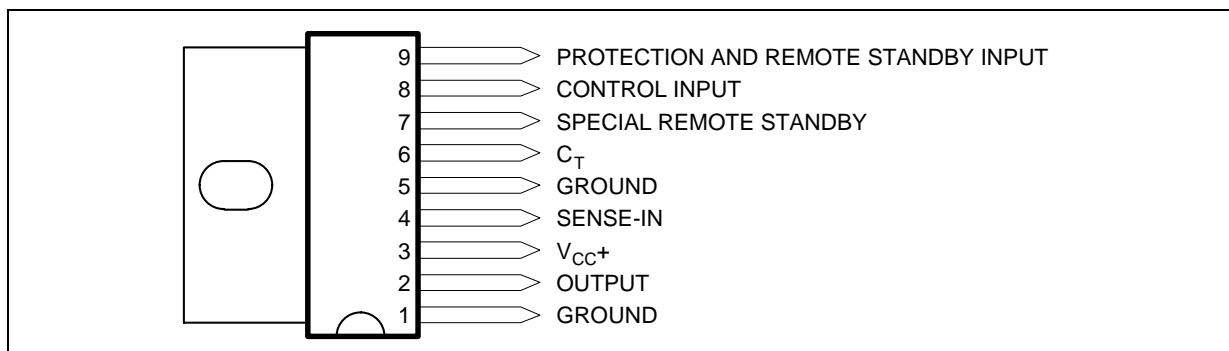 9 PROTECTION AND REMOTE STANDBY INPUT
8 CONTROL INPUT
7 SPECIAL REMOTE STANDBY
6 C_T
5 GROUND
4 SENSE-IN
3 V_CC+
2 OUTPUT
1 GROUND